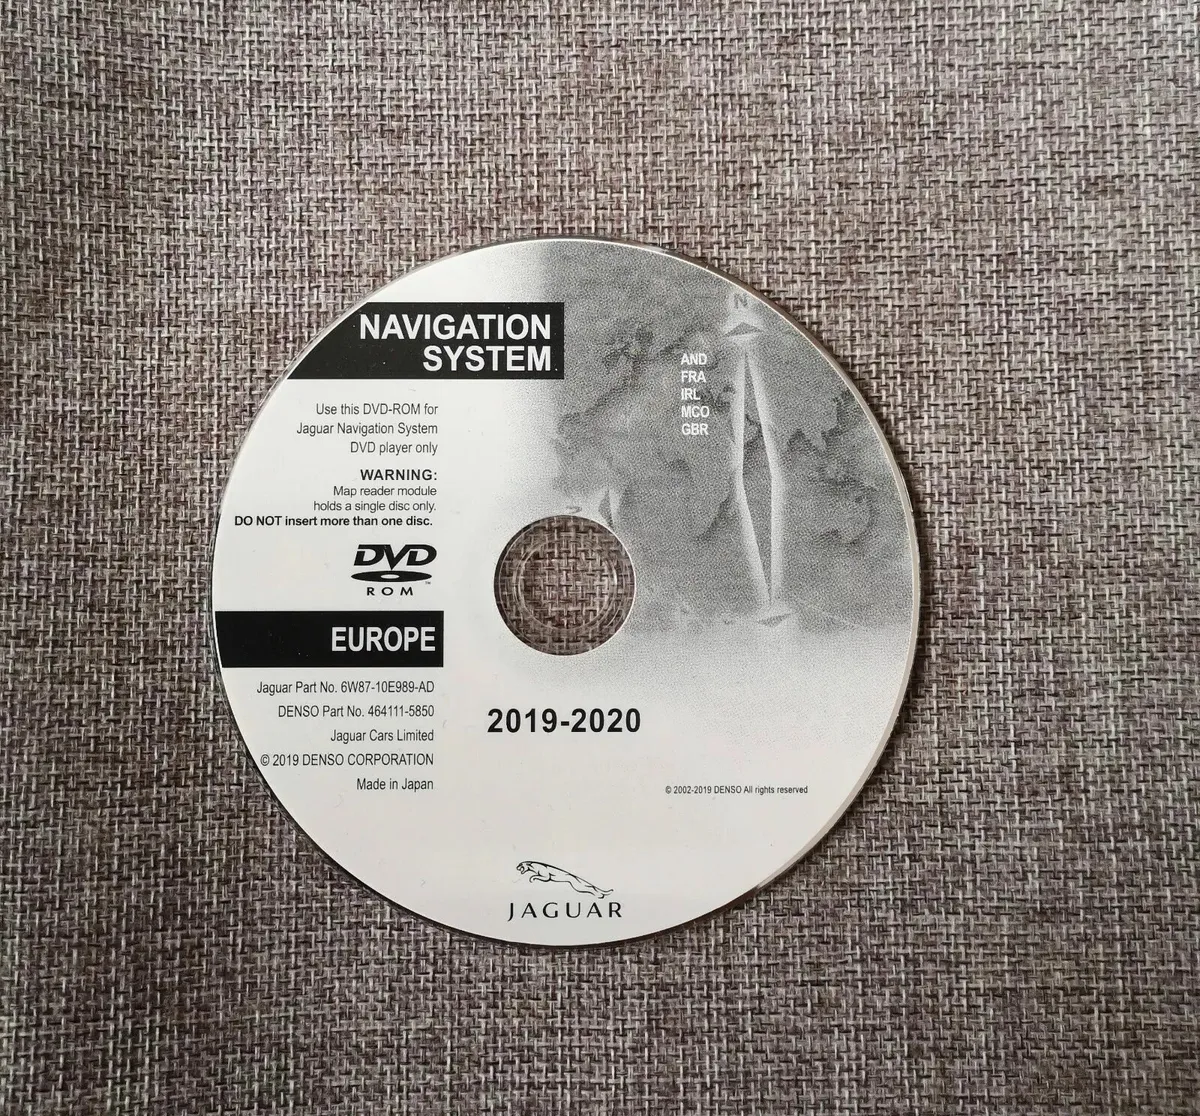 NAVIGATION
SYSTEM
Use this DVD-ROM for
Jaguar Navigation System
DVD player only
WARNING:
Map reader module
holds a single disc only.
DO NOT insert more than one disc.
DVD
ROM
™
EUROPE
Jaguar Part No. 6W87-10E989-AD
DENSO Part No. 464111-5850
Jaguar Cars Limited
© 2019 DENSO CORPORATION
Made in Japan
N
AND
FRA
IRL
MCO
GBR
2019-2020
© 2002-2019 DENSO All rights reserved
JAGUAR